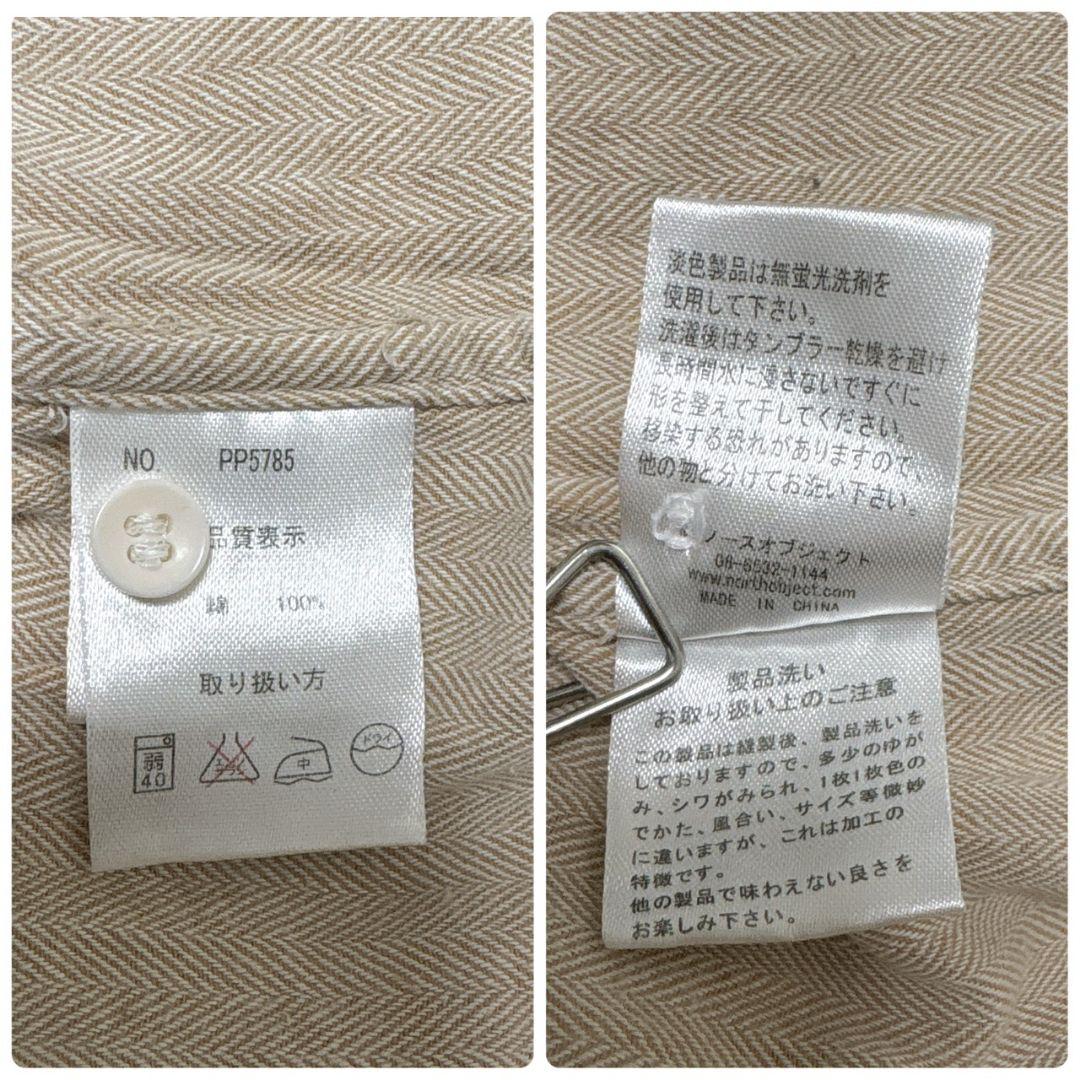 NO. PP5785
品質表示
綿 100%
取り扱い方
弱
40
中
ドライ
淡色製品は無蛍光洗剤を
使用して下さい。
洗濯後はタンブラー乾燥を避け
長時間水に浸さないですぐに
形を整えて干してください。
移染する恐れがありますので、
他の物と分けてお洗い下さい。
ノースオブジェクト
06-6532-1144
www.northobject.com
MADE IN CHINA
製品洗い
お取り扱い上のご注意
この製品は縫製後、製品洗いを
しておりますので、多少のゆが
み、シワがみられ、1枚1枚色の
でかた、風合い、サイズ等微妙
に違いますが、これは加工の
特徴です。
他の製品で味わえない良さを
お楽しみ下さい。